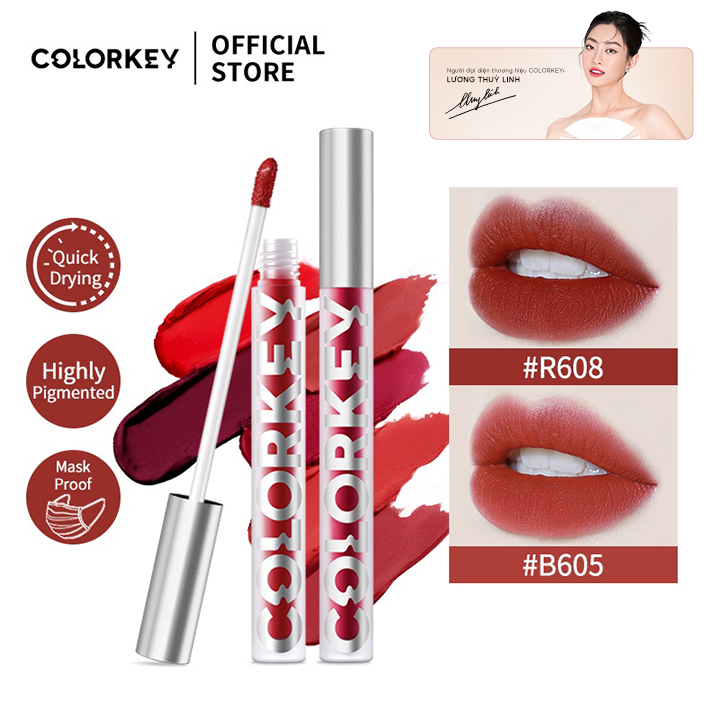 COLORKEY
OFFICIAL
STORE
Người đại diện thương hiệu COLORKEY:
LƯƠNG THUỲ LINH
Thuylinh
Quick
Drying
Highly
Pigmented
Mask
Proof
COLORKEY
COLORKEY
#R608
#B605